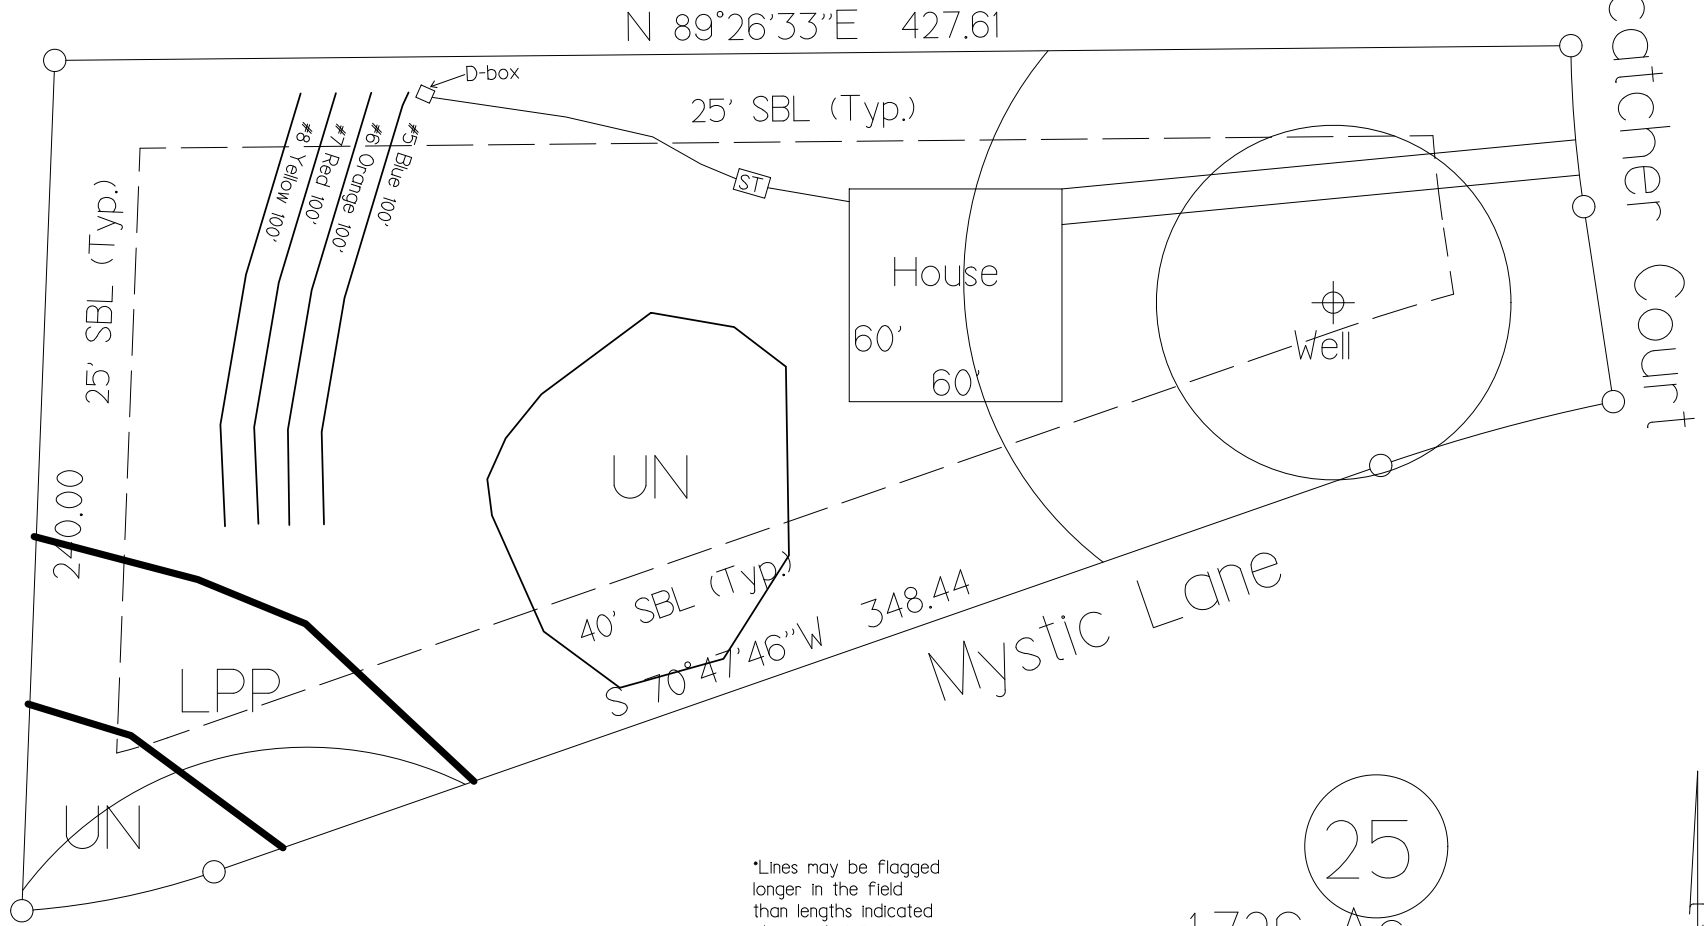 N 89°26'33"E 427.61
D-box
25' SBL (Typ.)
#8 Yellow 100'
#7 Red 100'
#6 Orange 100'
#5 Blue 100'
ST
25' SBL (Typ.)
House
60'
60'
Well
catcher Court
UN
240.00
40' SBL (Typ.)
S 70°47'46"W 348.44
Mystic Lane
LPP
UN
25
*Lines may be flagged
longer in the field
than lengths indicated